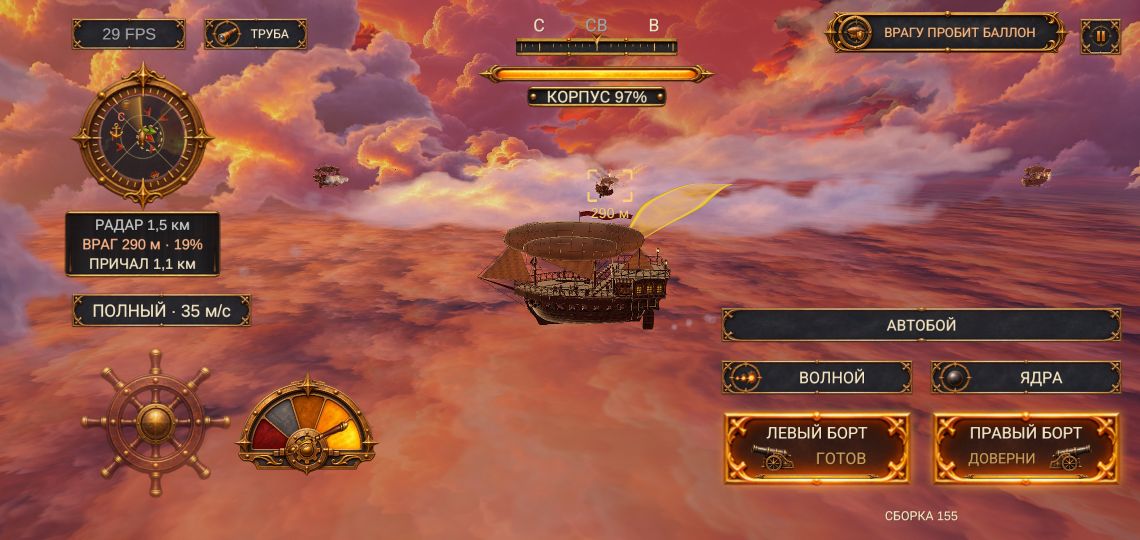 29 FPS
ТРУБА
С СВ В
ВРАГУ ПРОБИТ БАЛЛОН
КОРПУС 97%
С
РАДАР 1,5 км
ВРАГ 290 м · 19%
ПРИЧАЛ 1,1 км
290 м
ПОЛНЫЙ · 35 м/с
АВТОБОЙ
ВОЛНОЙ
ЯДРА
ЛЕВЫЙ БОРТ
ГОТОВ
ПРАВЫЙ БОРТ
ДОВЕРНИ
СБОРКА 155